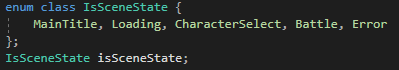 enum class IsSceneState {
    MainTitle, Loading, CharacterSelect, Battle, Error
};
IsSceneState isSceneState;